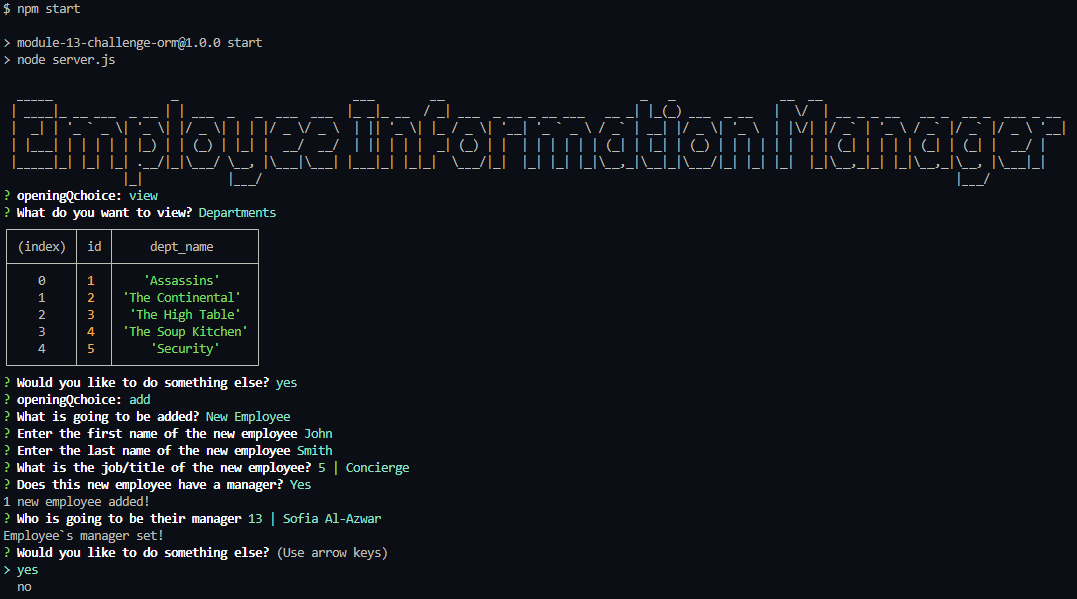 $ npm start
> module-13-challenge-orm@1.0.0 start
> node server.js
Employee Information Manager
? openingQchoice: view
? What do you want to view? Departments
(index) id dept_name
0 1 'Assassins'
1 2 'The Continental'
2 3 'The High Table'
3 4 'The Soup Kitchen'
4 5 'Security'
? Would you like to do something else? yes
? openingQchoice: add
? What is going to be added? New Employee
? Enter the first name of the new employee John
? Enter the last name of the new employee Smith
? What is the job/title of the new employee? 5 | Concierge
? Does this new employee have a manager? Yes
1 new employee added!
? Who is going to be their manager 13 | Sofia Al-Azwar
Employee`s manager set!
? Would you like to do something else? (Use arrow keys)
> yes
no